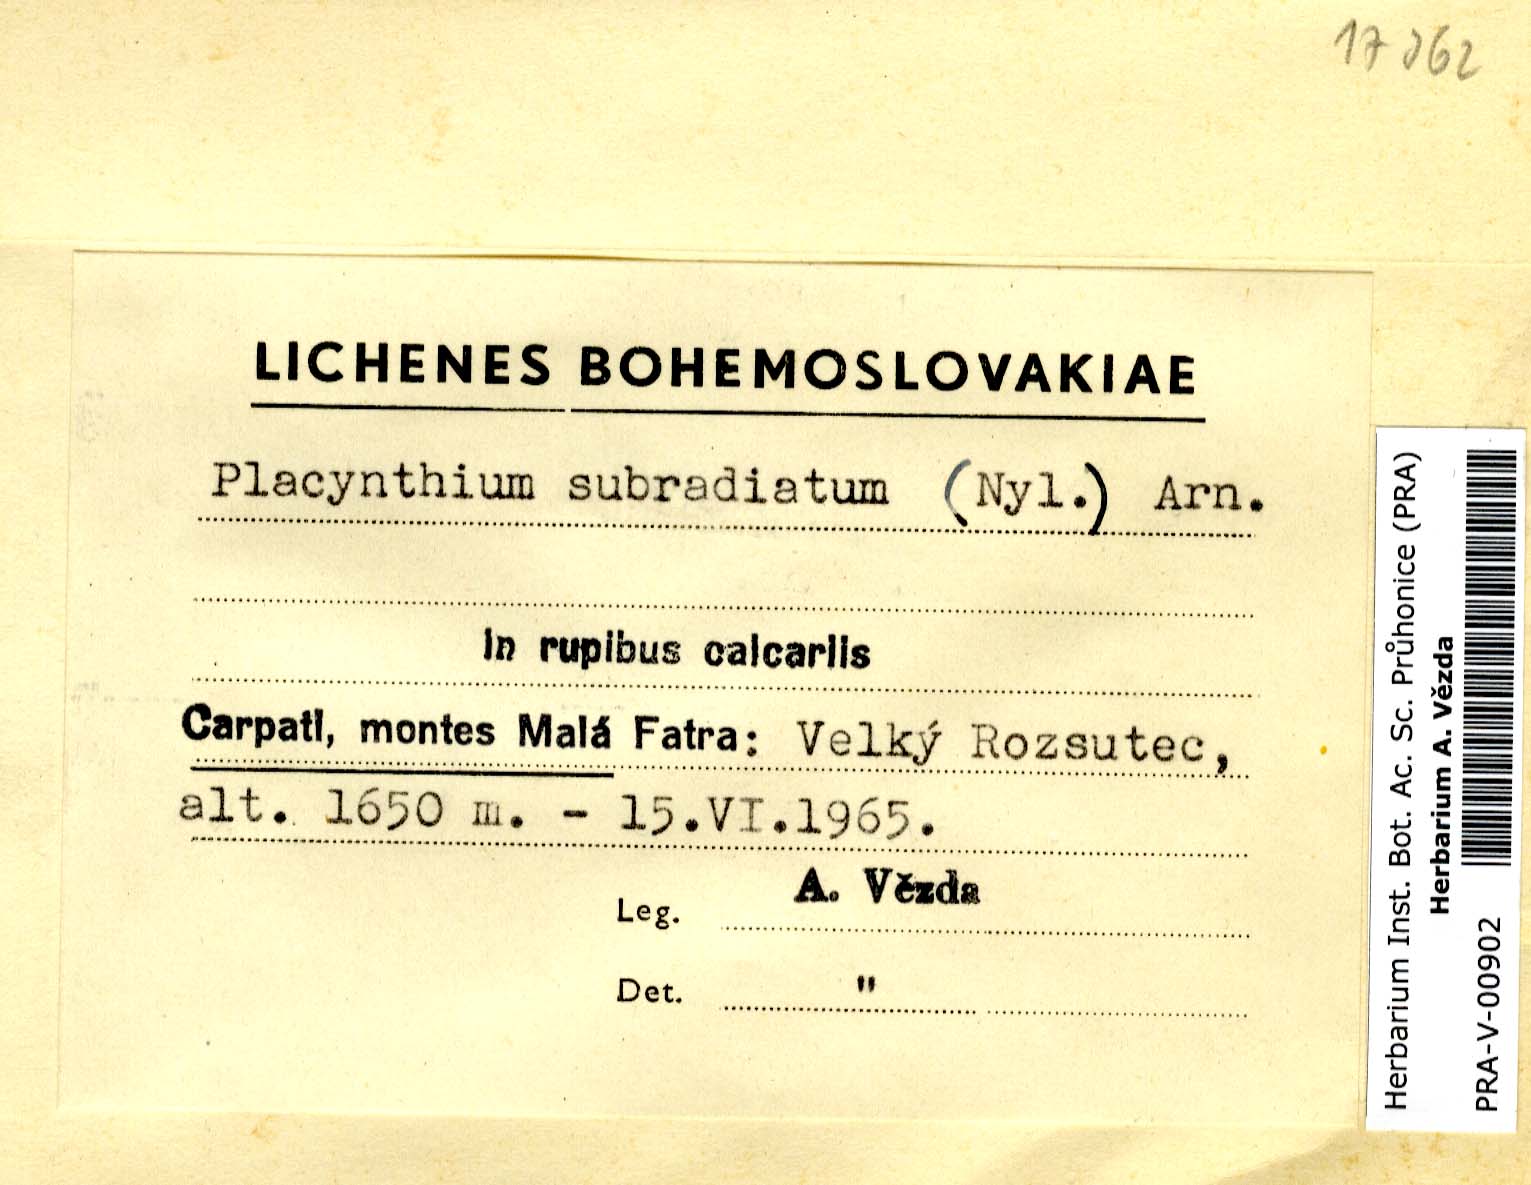 LICHENES BOHEMOSLOVAKIAE
Placynthium subradiatum (Nyl.) Arn.
in rupibus calcariis
Carpati, montes Malá Fatra: Velký Rozsutec,
alt. 1650 m. - 15.VI.1965.
Leg. A. Vězda
Det. "
Herbarium Inst. Bot. Ac. Sc. Průhonice (PRA)
Herbarium A. Vězda
PRA-V-00902